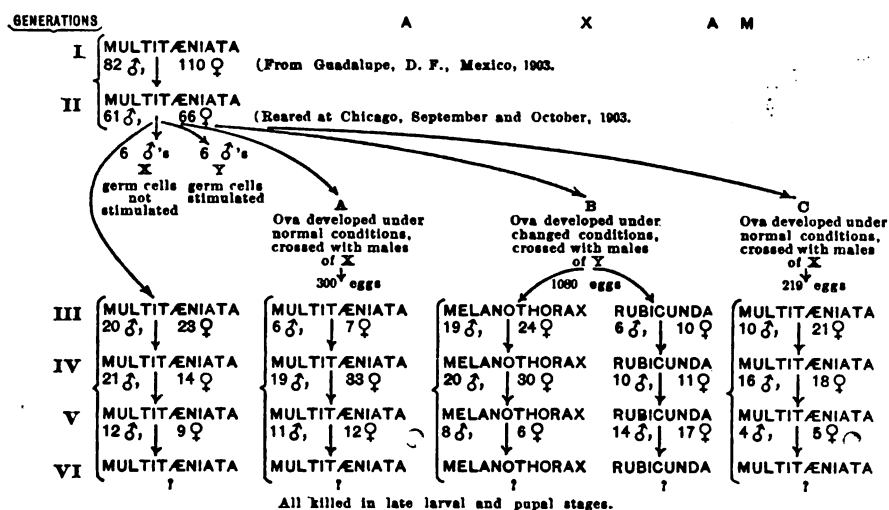 GENERATIONS A X A M
I MULTITÆNIATA
82 ♂, 110 ♀ (From Guadalupe, D. F., Mexico, 1903.
II MULTITÆNIATA
61 ♂, 66 ♀ (Reared at Chicago, September and October, 1903.
6 ♂'s 6 ♂'s
X Y
germ cells not stimulated
germ cells stimulated
A
Ova developed under
normal conditions,
crossed with males
of X
300 eggs
B
Ova developed under
changed conditions,
crossed with males
of Y
1080 eggs
C
Ova developed under
normal conditions,
crossed with males
of X
219 eggs
III MULTITÆNIATA MULTITÆNIATA MELANOTHORAX RUBICUNDA MULTITÆNIATA
20 ♂, 23 ♀ 6 ♂, 7 ♀ 19 ♂, 24 ♀ 6 ♂, 10 ♀ 10 ♂, 21 ♀
IV MULTITÆNIATA MULTITÆNIATA MELANOTHORAX RUBICUNDA MULTITÆNIATA
21 ♂, 14 ♀ 19 ♂, 33 ♀ 20 ♂, 30 ♀ 10 ♂, 11 ♀ 16 ♂, 18 ♀
V MULTITÆNIATA MULTITÆNIATA MELANOTHORAX RUBICUNDA MULTITÆNIATA
12 ♂, 9 ♀ 11 ♂, 12 ♀ 8 ♂, 6 ♀ 14 ♂, 17 ♀ 4 ♂, 5 ♀
VI MULTITÆNIATA MULTITÆNIATA MELANOTHORAX RUBICUNDA MULTITÆNIATA
? ? ? ? ?
All killed in late larval and pupal stages.